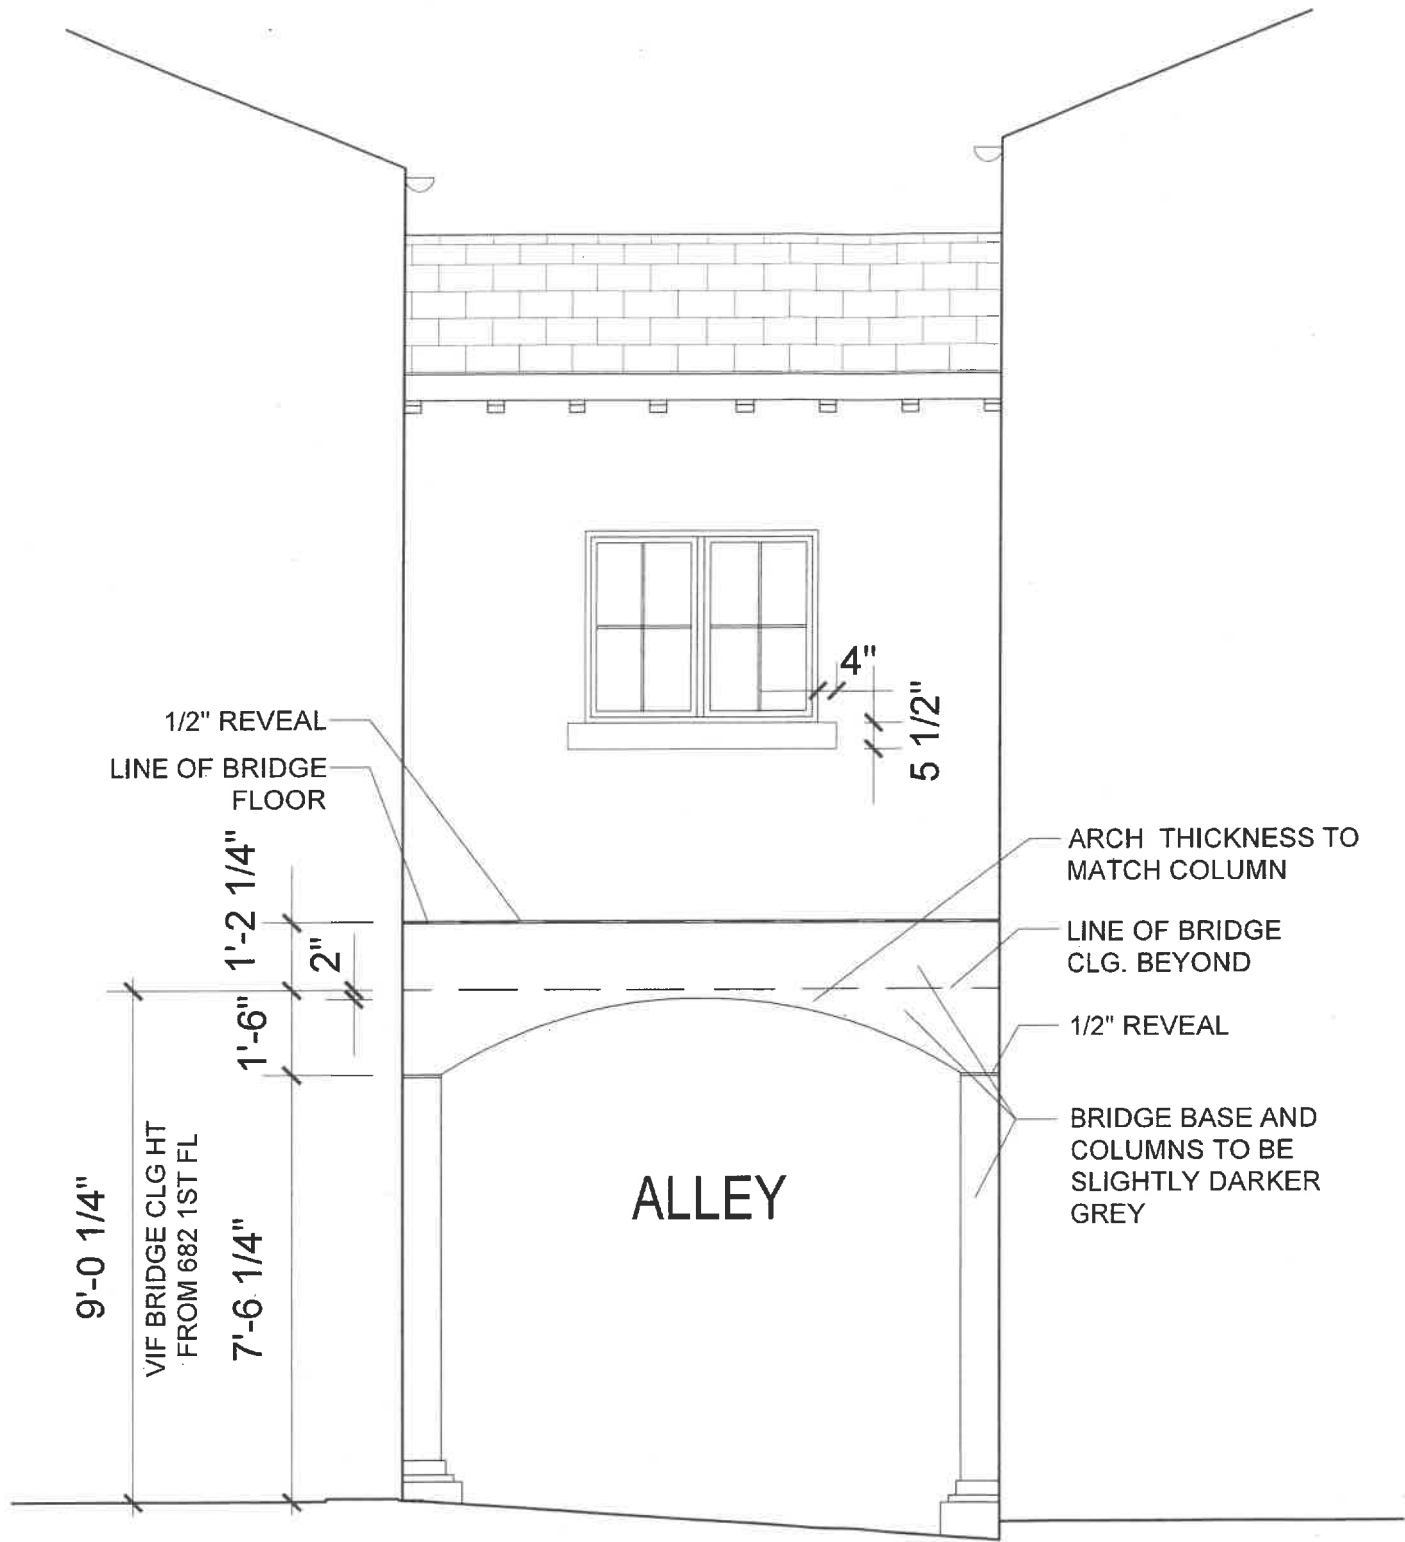 4"
5 1/2"
1/2" REVEAL
LINE OF BRIDGE
FLOOR
1'-2 1/4"
2"
1'-6"
9'-0 1/4"
VIF BRIDGE CLG HT
FROM 682 1ST FL
7'-6 1/4"
ARCH THICKNESS TO
MATCH COLUMN
LINE OF BRIDGE
CLG. BEYOND
1/2" REVEAL
BRIDGE BASE AND
COLUMNS TO BE
SLIGHTLY DARKER
GREY
ALLEY